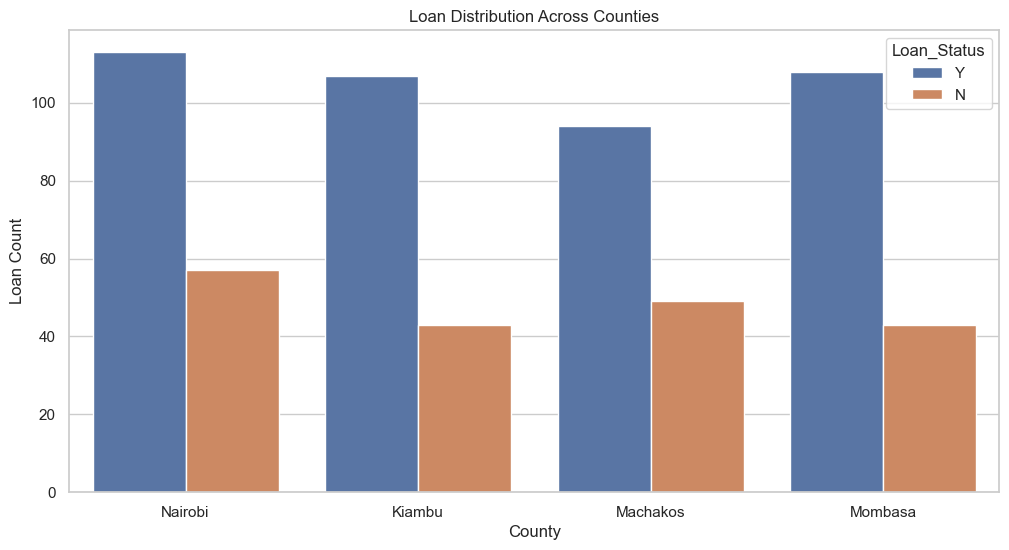 Loan Distribution Across Counties
Loan_Status
Y
N
Loan Count
100
80
60
40
20
0
Nairobi
Kiambu
Machakos
Mombasa
County